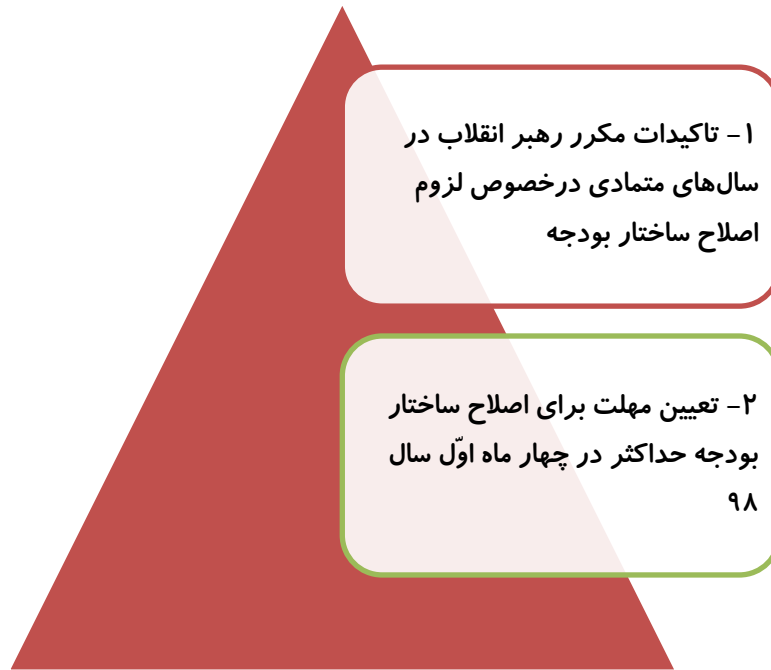 ۱- تاکیدات مکرر رهبر انقلاب در
سال‌های متمادی درخصوص لزوم
اصلاح ساختار بودجه
۲- تعیین مهلت برای اصلاح ساختار
بودجه حداکثر در چهار ماه اوّل سال
۹۸